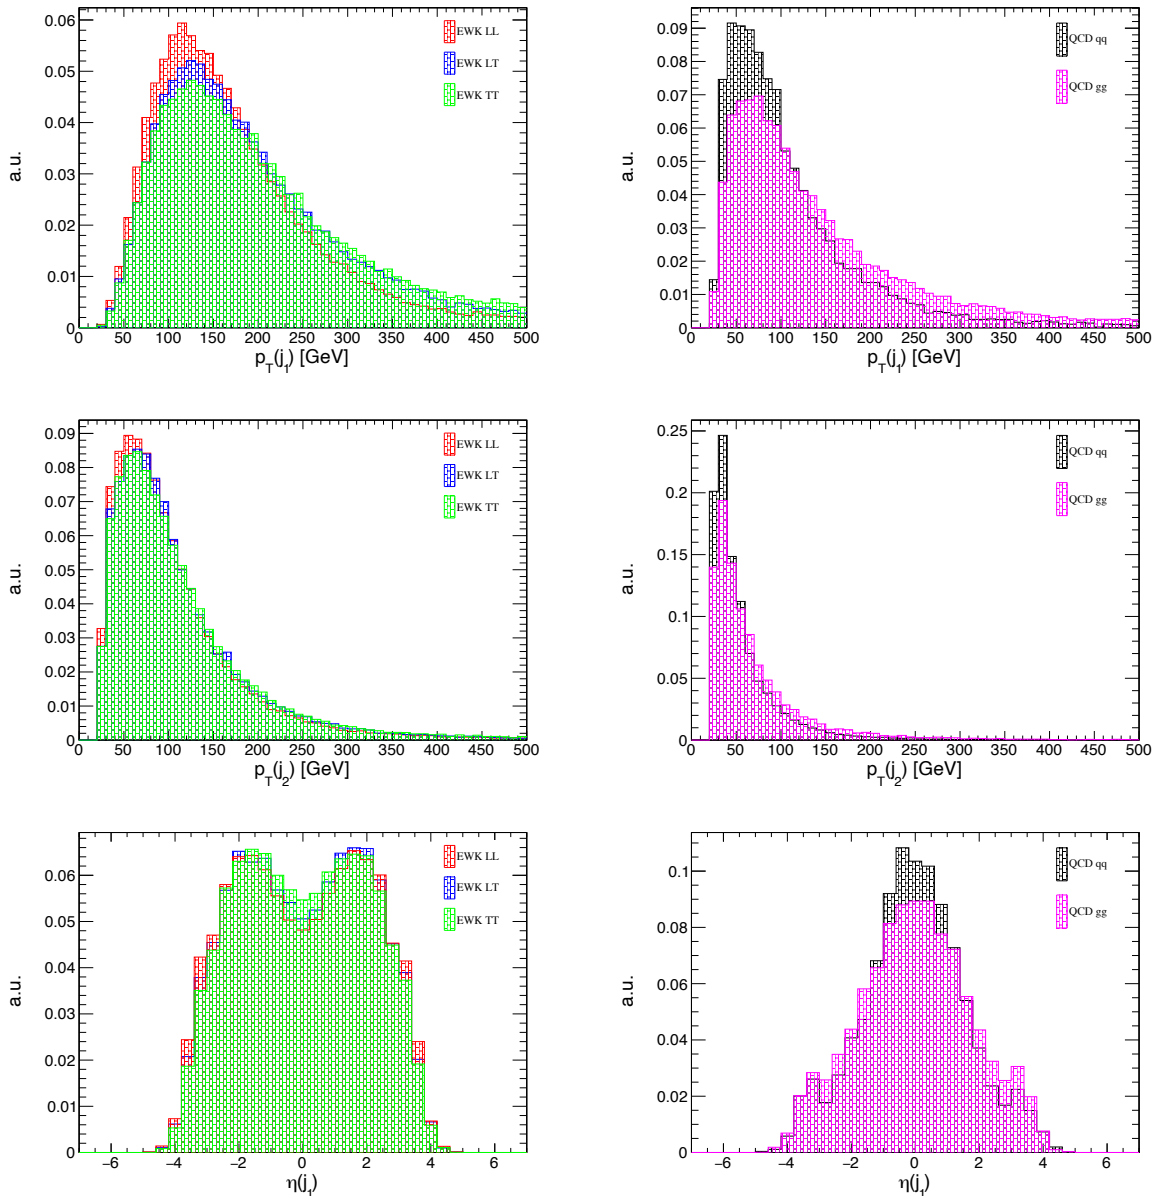 0.06
0.05
0.04
0.03
0.02
0.01
0
a.u.
EWK LL
EWK LT
EWK TT
0 50 100 150 200 250 300 350 400 450 500
p_T(j_1) [GeV]
0.09
0.08
0.07
0.06
0.05
0.04
0.03
0.02
0.01
0
a.u.
QCD qq
QCD gg
0 50 100 150 200 250 300 350 400 450 500
p_T(j_1) [GeV]
0.09
0.08
0.07
0.06
0.05
0.04
0.03
0.02
0.01
0
a.u.
EWK LL
EWK LT
EWK TT
0 50 100 150 200 250 300 350 400 450 500
p_T(j_2) [GeV]
0.25
0.2
0.15
0.1
0.05
0
a.u.
QCD qq
QCD gg
0 50 100 150 200 250 300 350 400 450 500
p_T(j_2) [GeV]
0.06
0.05
0.04
0.03
0.02
0.01
0
a.u.
EWK LL
EWK LT
EWK TT
−6 −4 −2 0 2 4 6
η(j_1)
0.1
0.08
0.06
0.04
0.02
0
a.u.
QCD qq
QCD gg
−6 −4 −2 0 2 4 6
η(j_1)